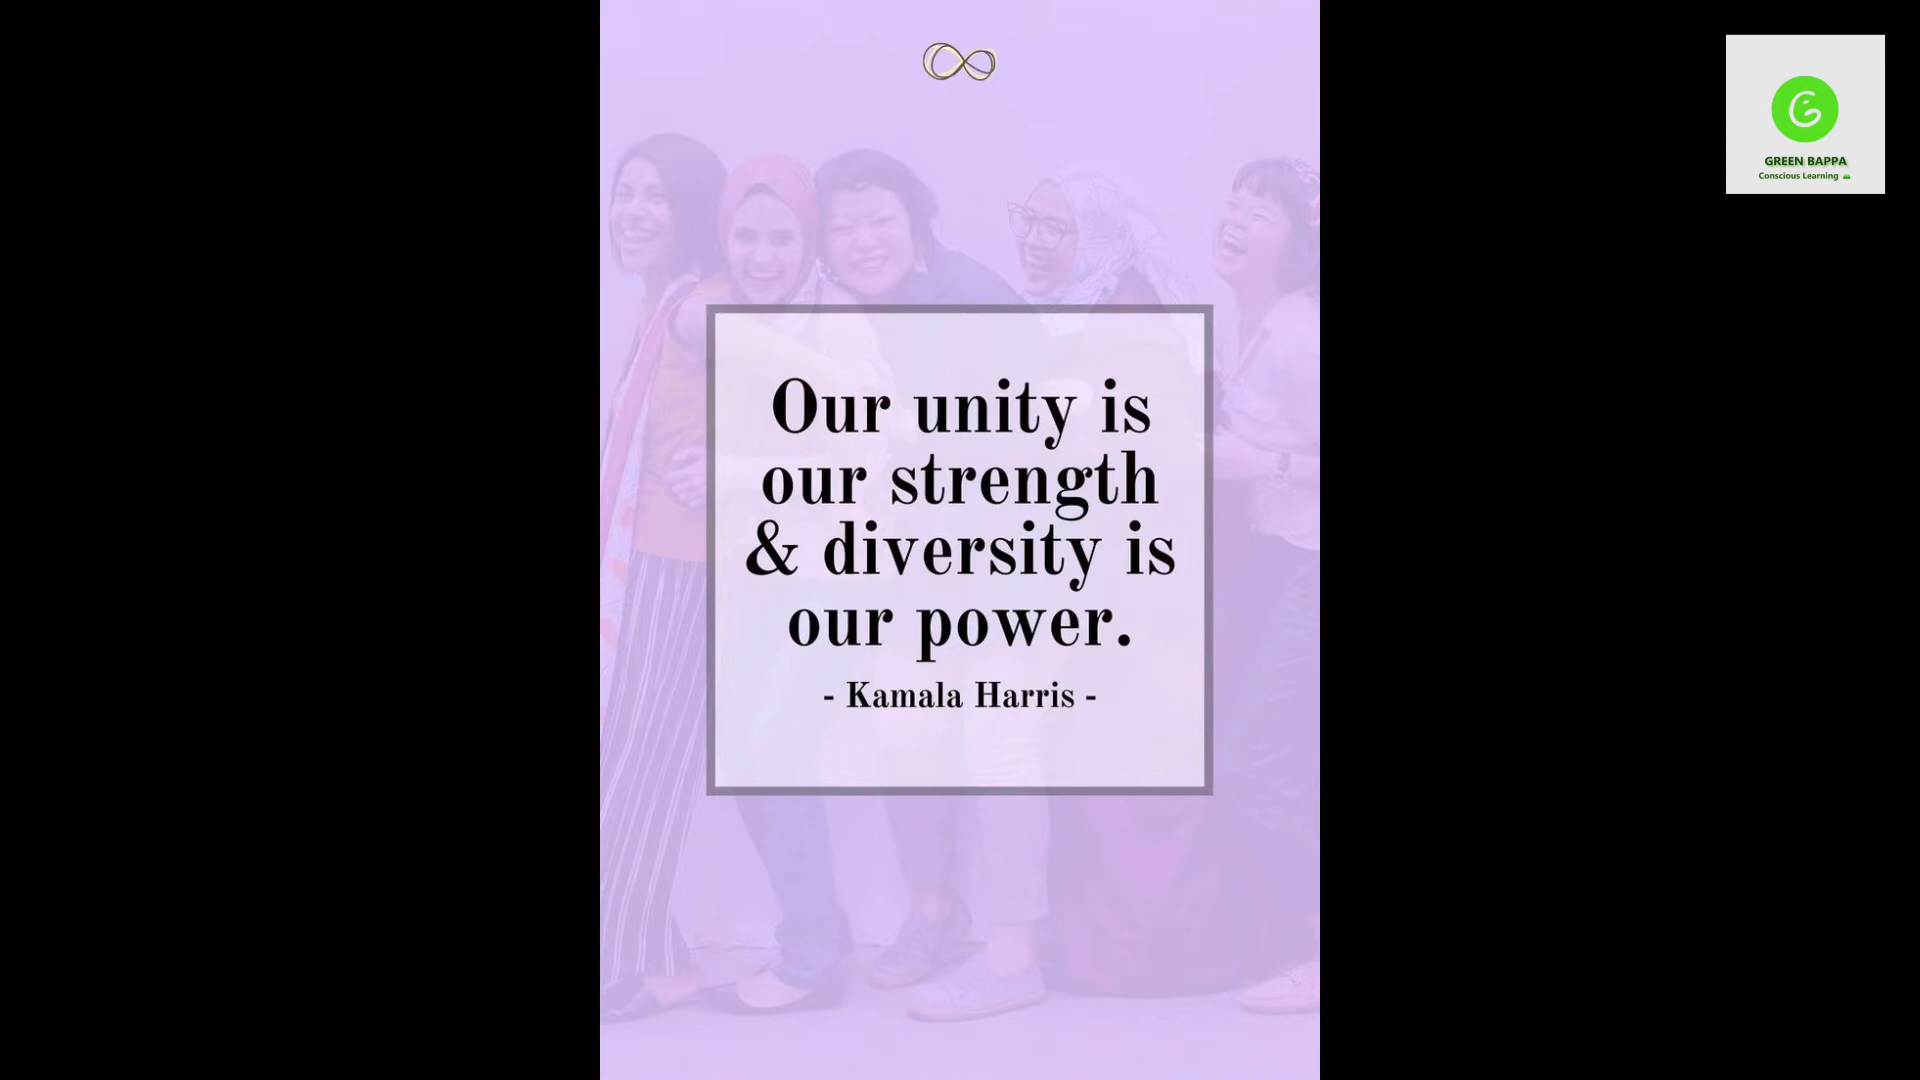 Our unity is
our strength
& diversity is
our power.
- Kamala Harris -
GREEN BAPPA
Conscious Learning